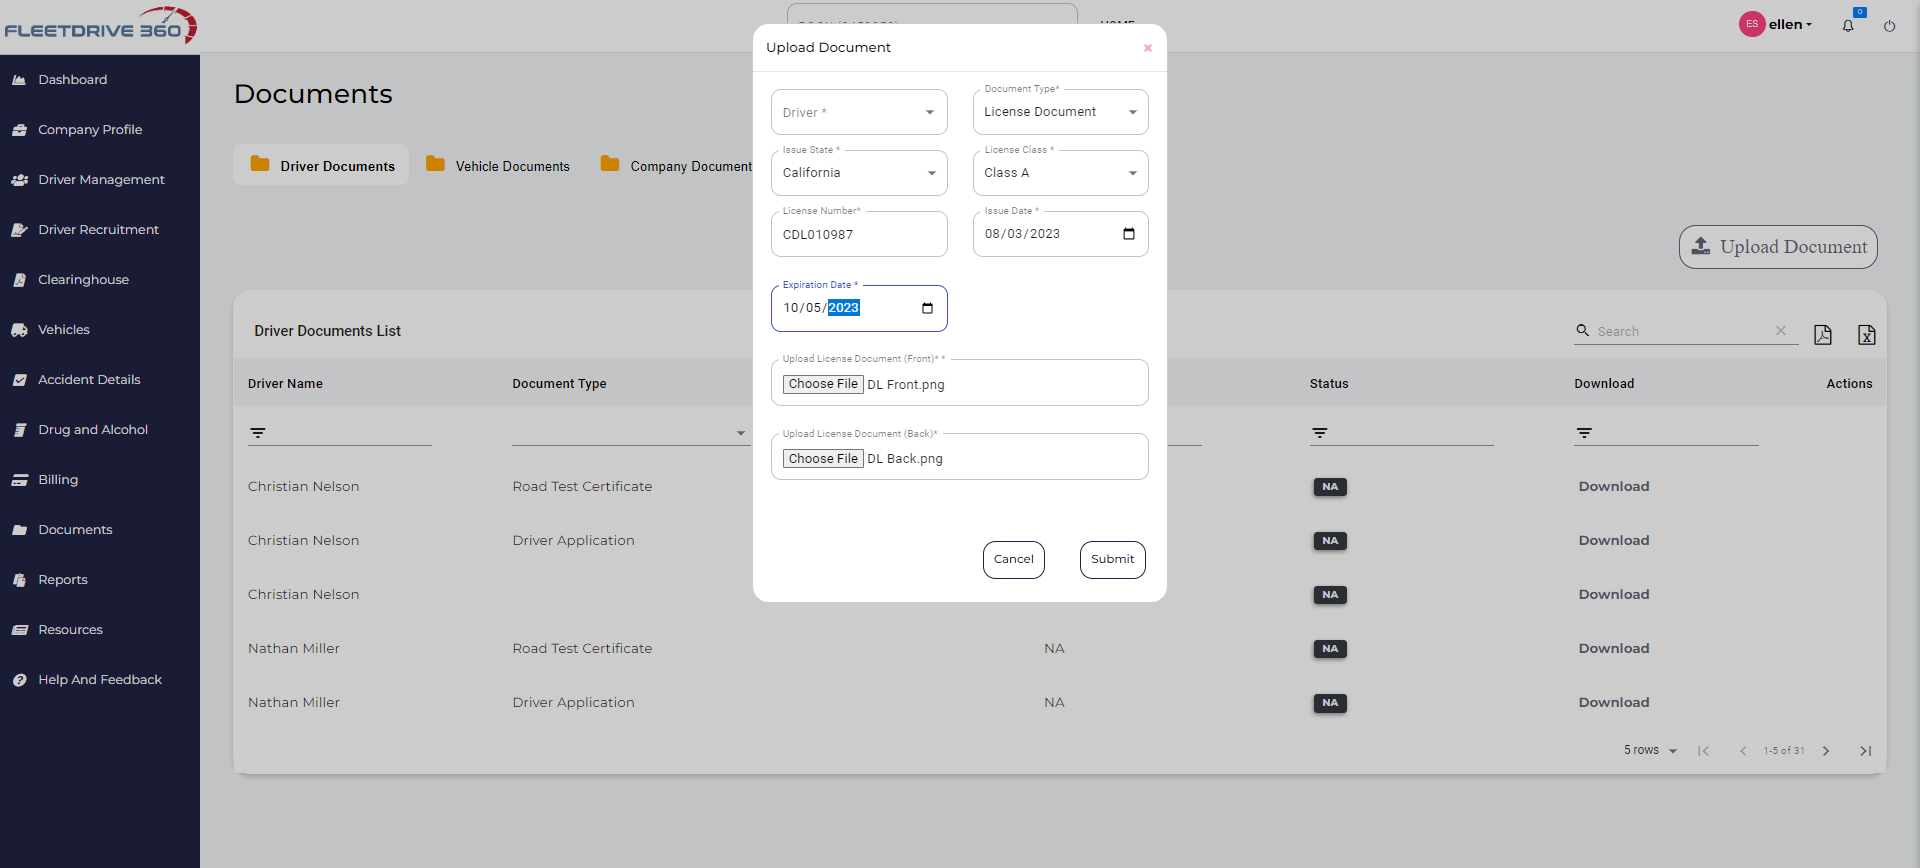 FLEETDRIVE 360
HOME
ES ellen
0
Dashboard
Company Profile
Driver Management
Driver Recruitment
Clearinghouse
Vehicles
Accident Details
Drug and Alcohol
Billing
Documents
Reports
Resources
Help And Feedback
Documents
Driver Documents
Vehicle Documents
Company Document
Upload Document
Driver Documents List
Search
Driver Name Document Type Status Download Actions
Christian Nelson Road Test Certificate NA Download
Christian Nelson Driver Application NA Download
Christian Nelson NA Download
Nathan Miller Road Test Certificate NA NA Download
Nathan Miller Driver Application NA NA Download
5 rows 1-5 of 31
Upload Document
Driver *
Document Type*
License Document
Issue State *
California
License Class *
Class A
License Number*
CDL010987
Issue Date *
08/03/2023
Expiration Date *
10/05/2023
Upload License Document (Front)* *
Choose File DL Front.png
Upload License Document (Back)*
Choose File DL Back.png
Cancel
Submit